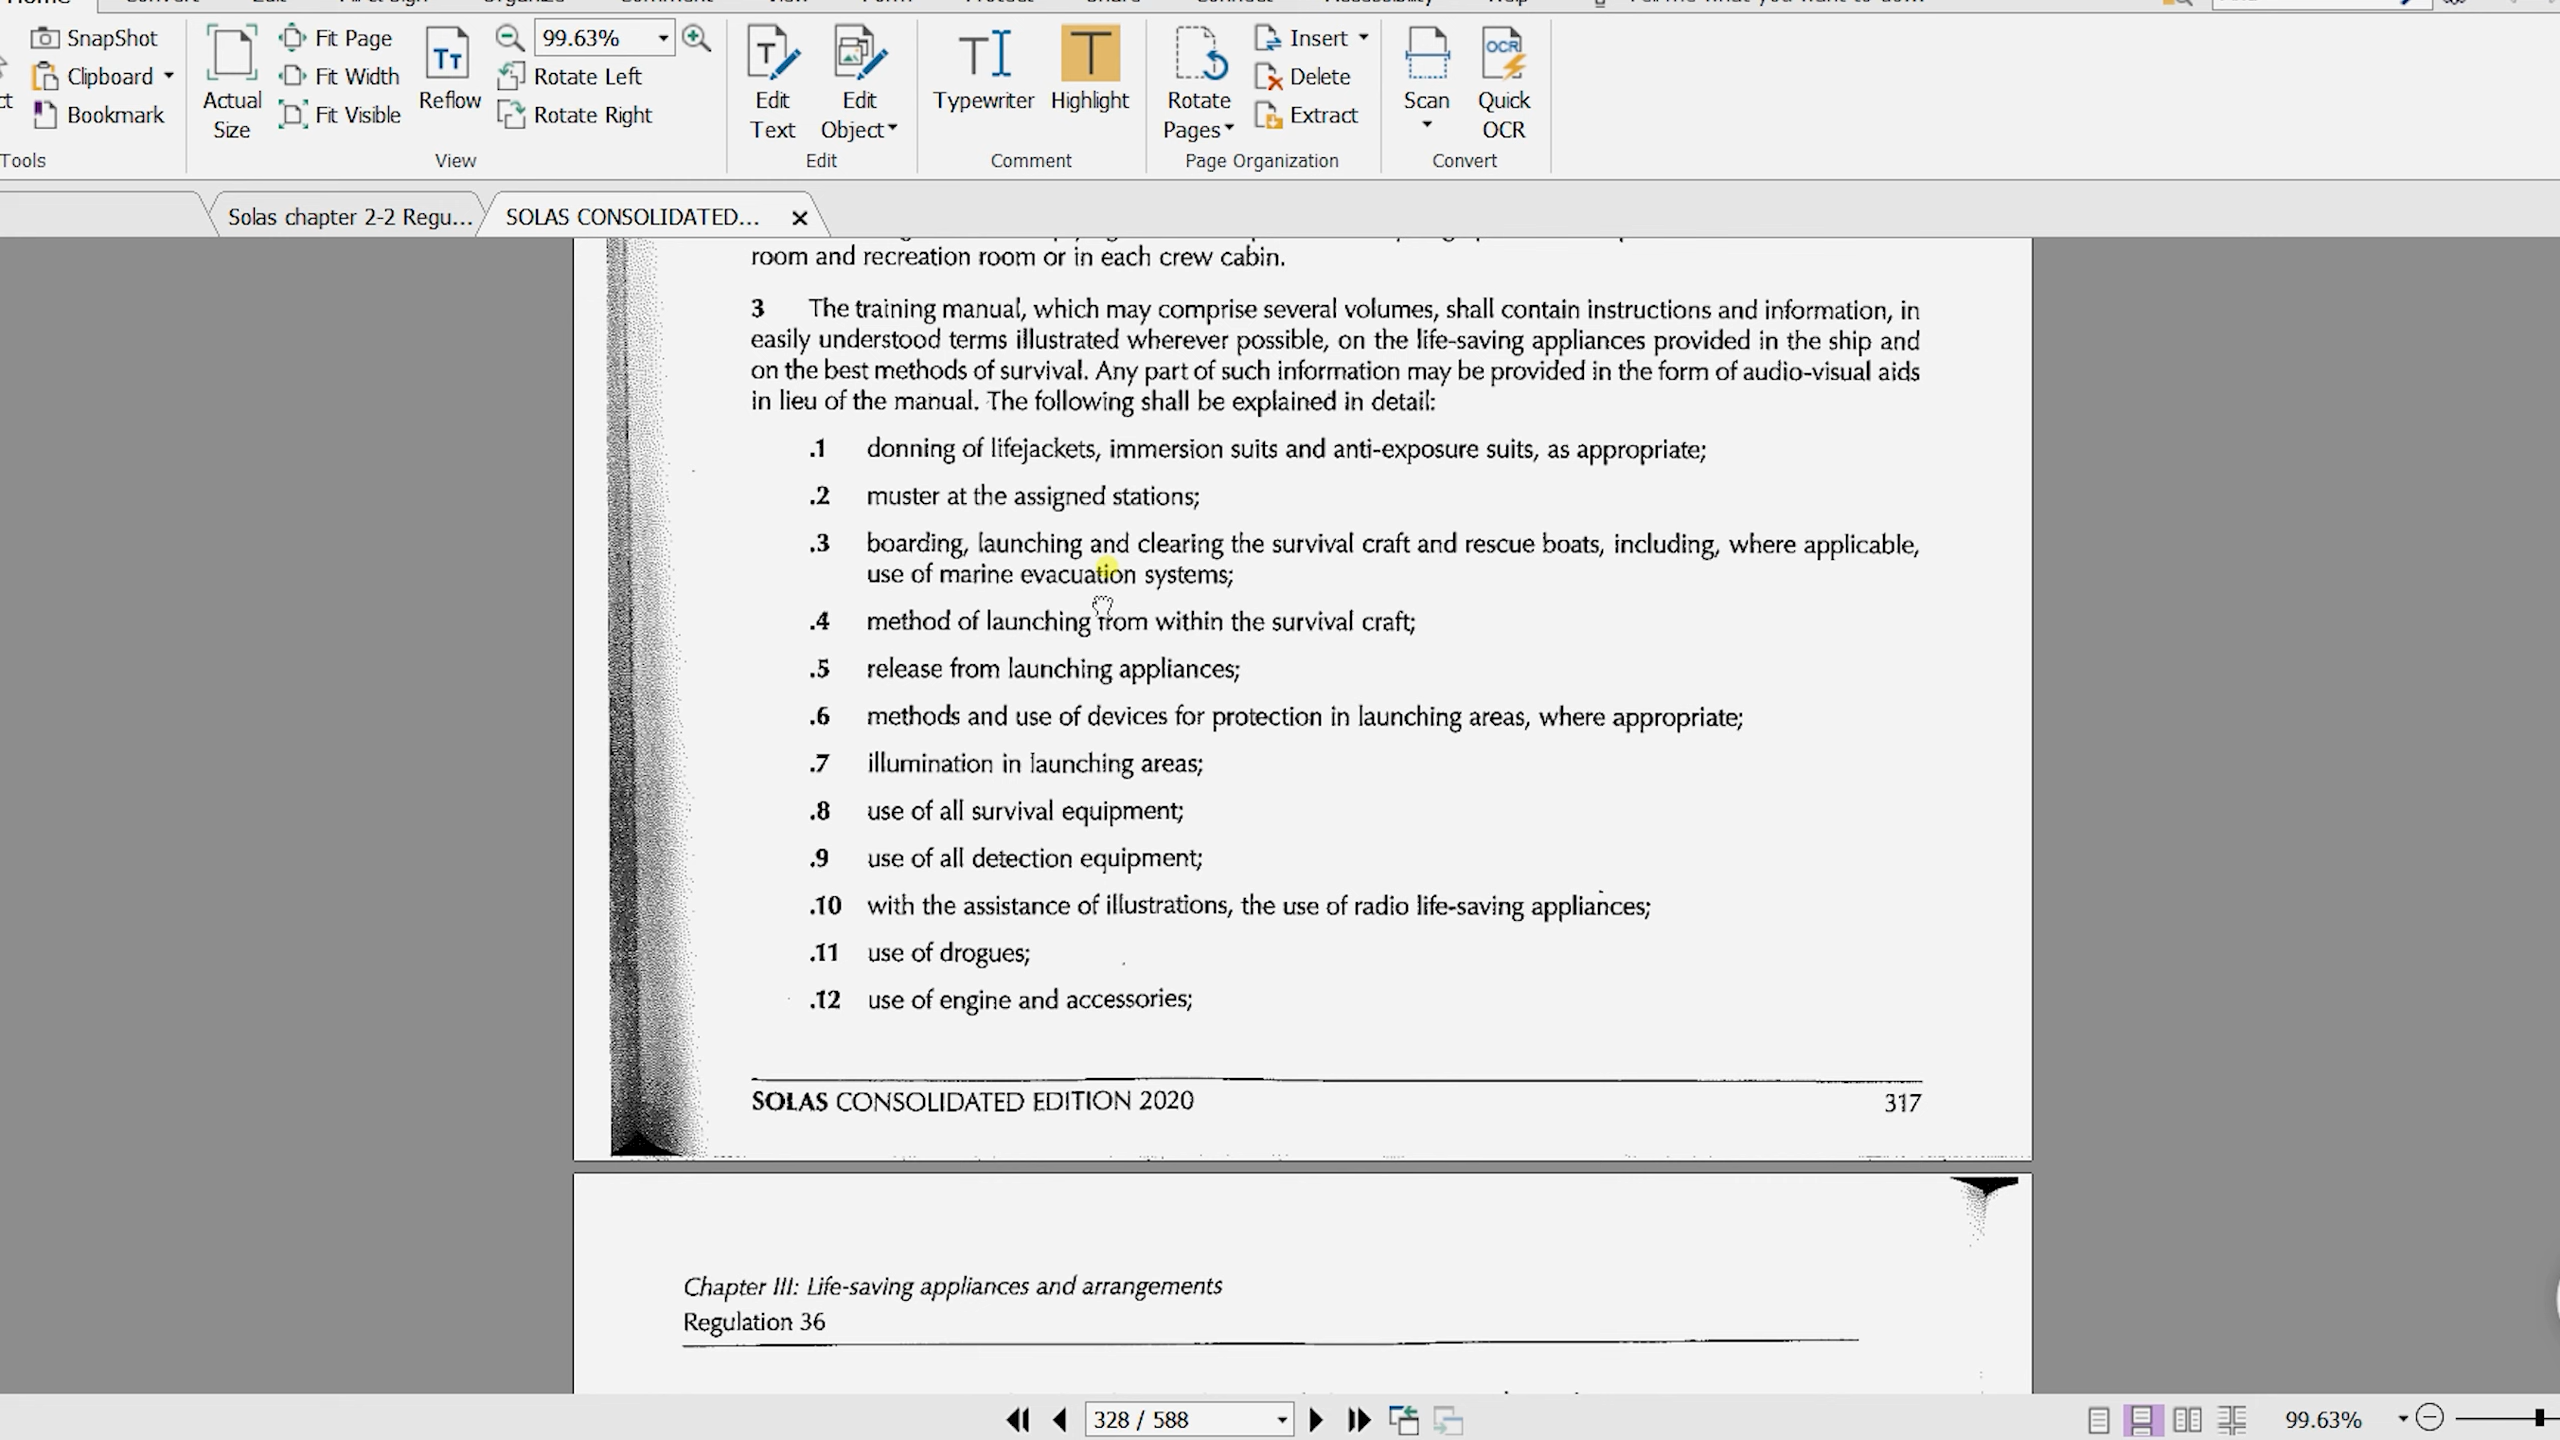 SnapShot
Clipboard
Bookmark
Tools
Actual Size
Fit Page
Fit Width
Fit Visible
Reflow
99.63%
Rotate Left
Rotate Right
View
Edit Text
Edit Object
Edit
Typewriter
Highlight
Comment
Rotate Pages
Insert
Delete
Extract
Page Organization
Scan
Quick OCR
Convert
Solas chapter 2-2 Regu...
SOLAS CONSOLIDATED...
room and recreation room or in each crew cabin.
3 The training manual, which may comprise several volumes, shall contain instructions and information, in
easily understood terms illustrated wherever possible, on the life-saving appliances provided in the ship and
on the best methods of survival. Any part of such information may be provided in the form of audio-visual aids
in lieu of the manual. The following shall be explained in detail:
.1 donning of lifejackets, immersion suits and anti-exposure suits, as appropriate;
.2 muster at the assigned stations;
.3 boarding, launching and clearing the survival craft and rescue boats, including, where applicable,
use of marine evacuation systems;
.4 method of launching from within the survival craft;
.5 release from launching appliances;
.6 methods and use of devices for protection in launching areas, where appropriate;
.7 illumination in launching areas;
.8 use of all survival equipment;
.9 use of all detection equipment;
.10 with the assistance of illustrations, the use of radio life-saving appliances;
.11 use of drogues;
.12 use of engine and accessories;
SOLAS CONSOLIDATED EDITION 2020 317
Chapter III: Life-saving appliances and arrangements
Regulation 36
328 / 588
99.63%